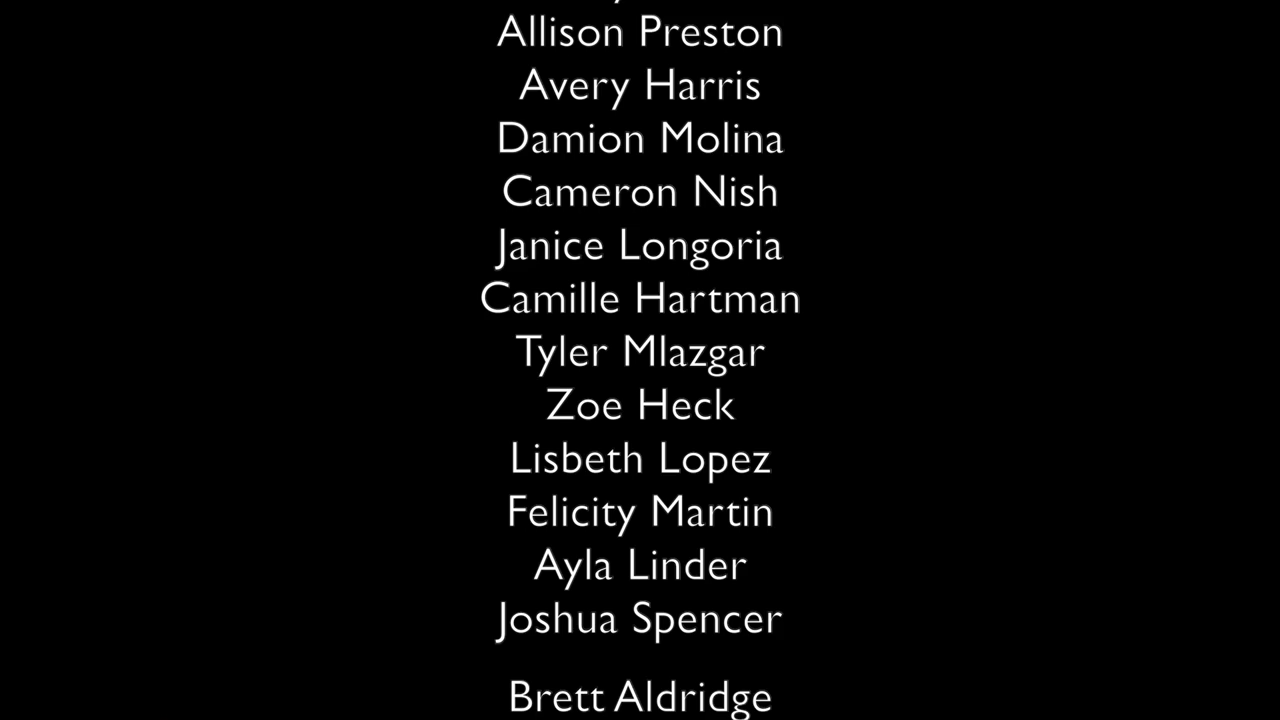 Allison Preston
Avery Harris
Damion Molina
Cameron Nish
Janice Longoria
Camille Hartman
Tyler Mlazgar
Zoe Heck
Lisbeth Lopez
Felicity Martin
Ayla Linder
Joshua Spencer
Brett Aldridge